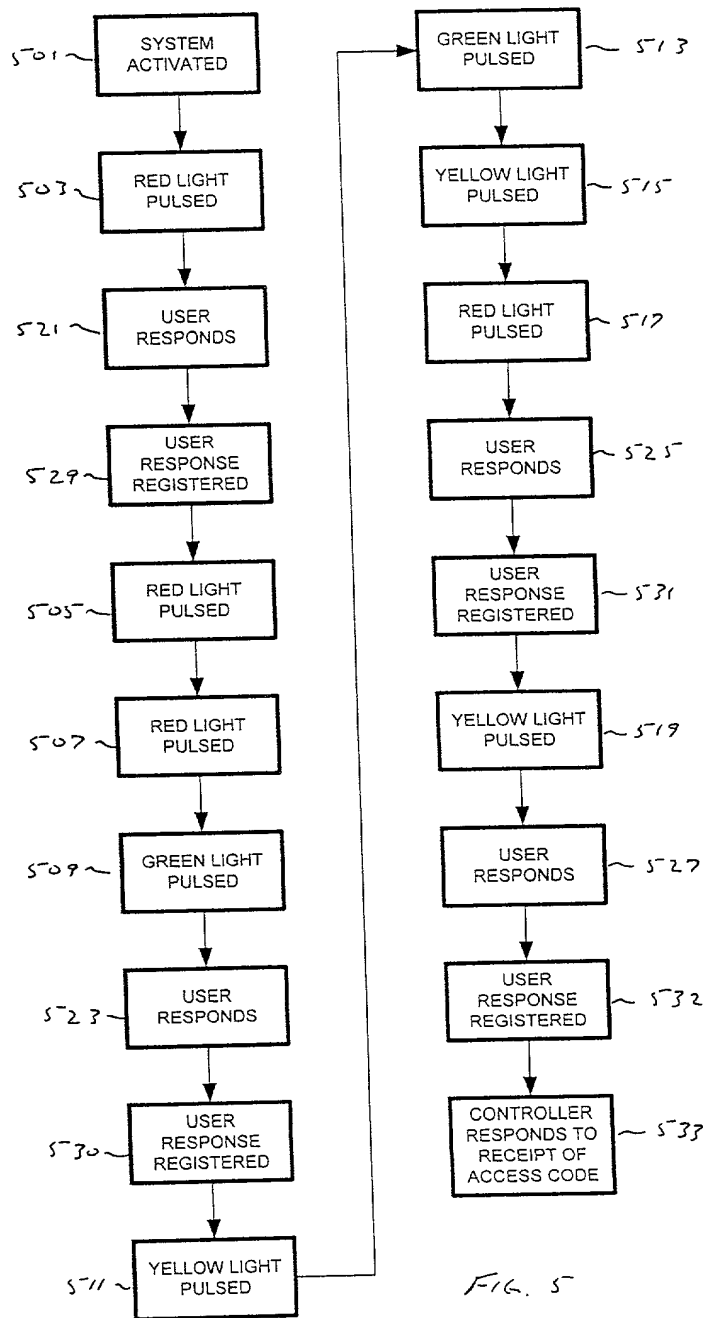 501
SYSTEM
ACTIVATED
503
RED LIGHT
PULSED
521
USER
RESPONDS
529
USER
RESPONSE
REGISTERED
505
RED LIGHT
PULSED
507
RED LIGHT
PULSED
509
GREEN LIGHT
PULSED
523
USER
RESPONDS
530
USER
RESPONSE
REGISTERED
511
YELLOW LIGHT
PULSED
GREEN LIGHT
PULSED
513
YELLOW LIGHT
PULSED
515
RED LIGHT
PULSED
517
USER
RESPONDS
525
USER
RESPONSE
REGISTERED
531
YELLOW LIGHT
PULSED
519
USER
RESPONDS
527
USER
RESPONSE
REGISTERED
532
CONTROLLER
RESPONDS TO
RECEIPT OF
ACCESS CODE
533
FIG. 5